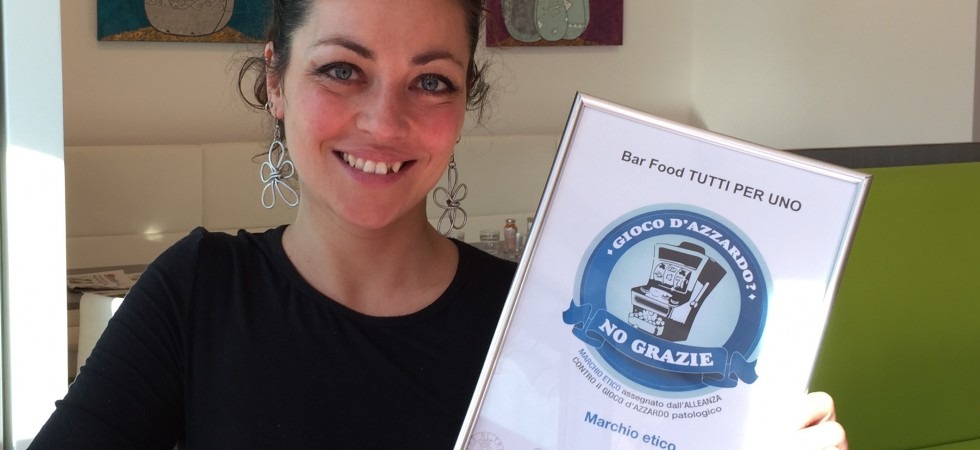 Bar Food TUTTI PER UNO
GIOCO D'AZZARDO?
NO GRAZIE
MARCHIO ETICO assegnato dall'ALLEANZA
CONTRO il GIOCO d'AZZARDO patologico
Marchio etico